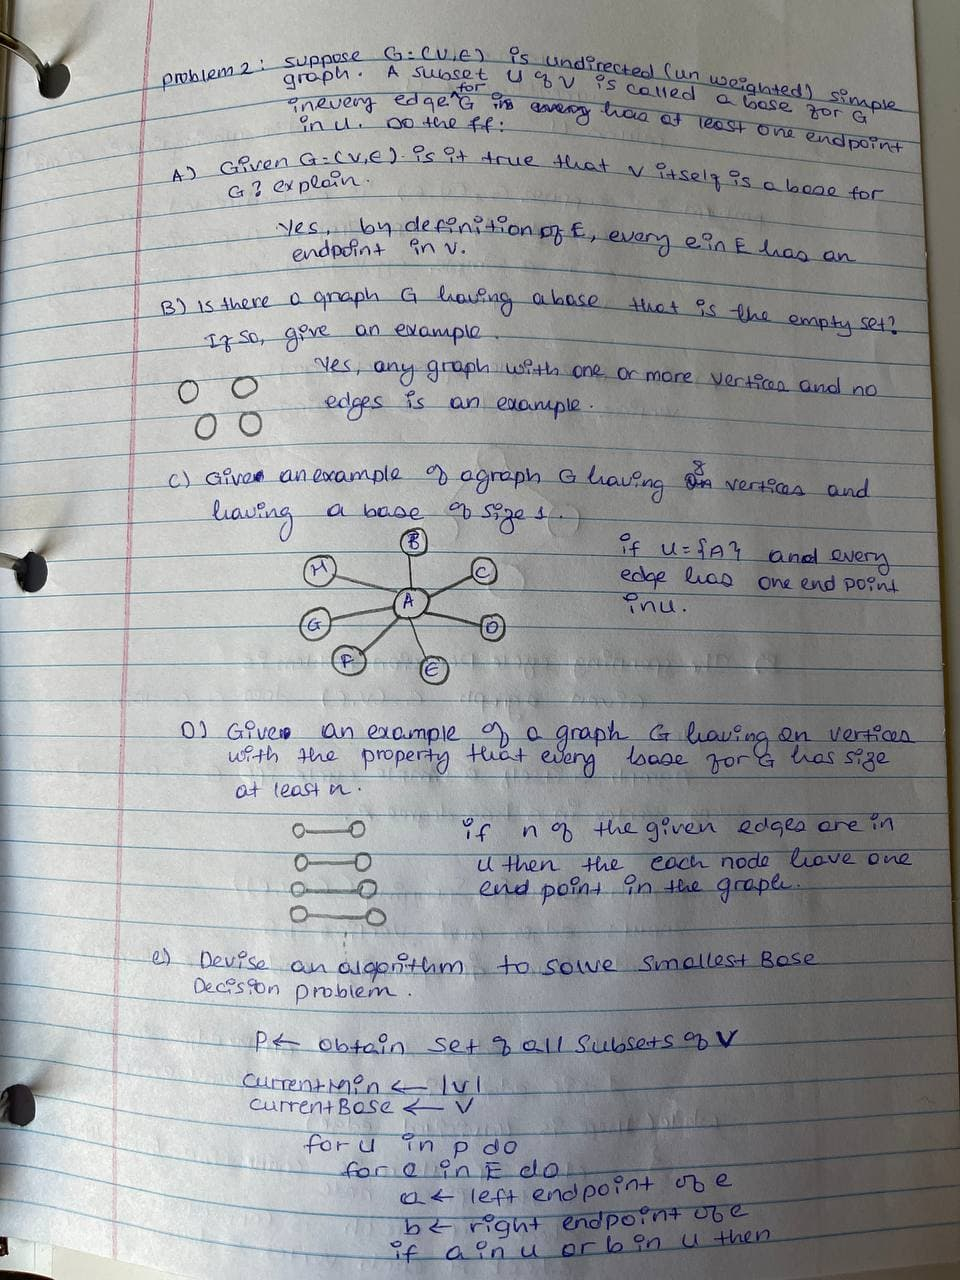 problem 2: suppose G=(V,E) is undirected (un weighted) simple
graph. A subset U of V is called a base for G
in every edge for G in has at least one endpoint
in U. Do the ff:
A) Given G=(V,E). is it true that V itself is a base for
G? explain.
Yes, by definition of E, every e in E has an
endpoint in V.
B) Is there a graph G having a base that is the empty set?
If so, give an example.
Yes, any graph with one or more vertices and no
edges is an example.
C) Given an example of a graph G having 8 vertices and
having a base of size 1.
B
H
C
A
G
D
F
E
if U={A} and every
edge has one end point
in U.
D) Given an example of a graph G having 2n vertices
with the property that every base for G has size
at least n.
if n of the given edges are in
U then the each node have one
end point in the graph.
e) Devise an algorithm to solve Smallest Base
Decision problem.
P← obtain set of all Subsets of V
CurrentMin ← |V|
CurrentBase ← V
for U in P do
for e in E do
a ← left endpoint of e
b ← right endpoint of e
if a in U or b in U then